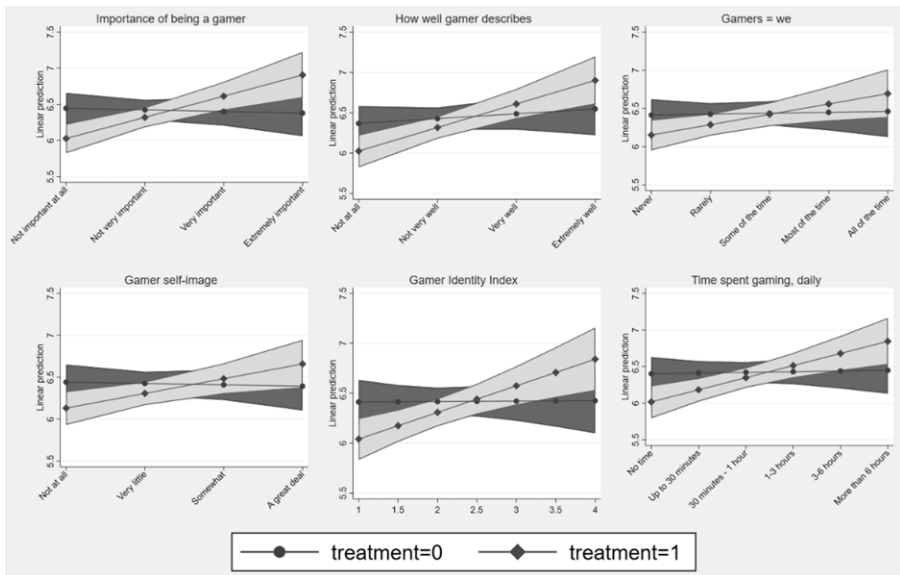 Importance of being a gamer
Linear prediction
7.5
7
6.5
6
5.5
Not important at all
Not very important
Very important
Extremely important
How well gamer describes
Linear prediction
7.5
7
6.5
6
5.5
Not at all
Not very well
Very well
Extremely well
Gamers = we
Linear prediction
7.5
7
6.5
6
5.5
Never
Rarely
Some of the time
Most of the time
All of the time
Gamer self-image
Linear prediction
7.5
7
6.5
6
5.5
Not at all
Very little
Somewhat
A great deal
Gamer Identity Index
Linear prediction
7.5
7
6.5
6
5.5
1 1.5 2 2.5 3 3.5 4
Time spent gaming, daily
Linear prediction
7.5
7
6.5
6
5.5
No time
Up to 30 minutes
30 minutes - 1 hour
1-3 hours
3-6 hours
More than 6 hours
treatment=0 treatment=1